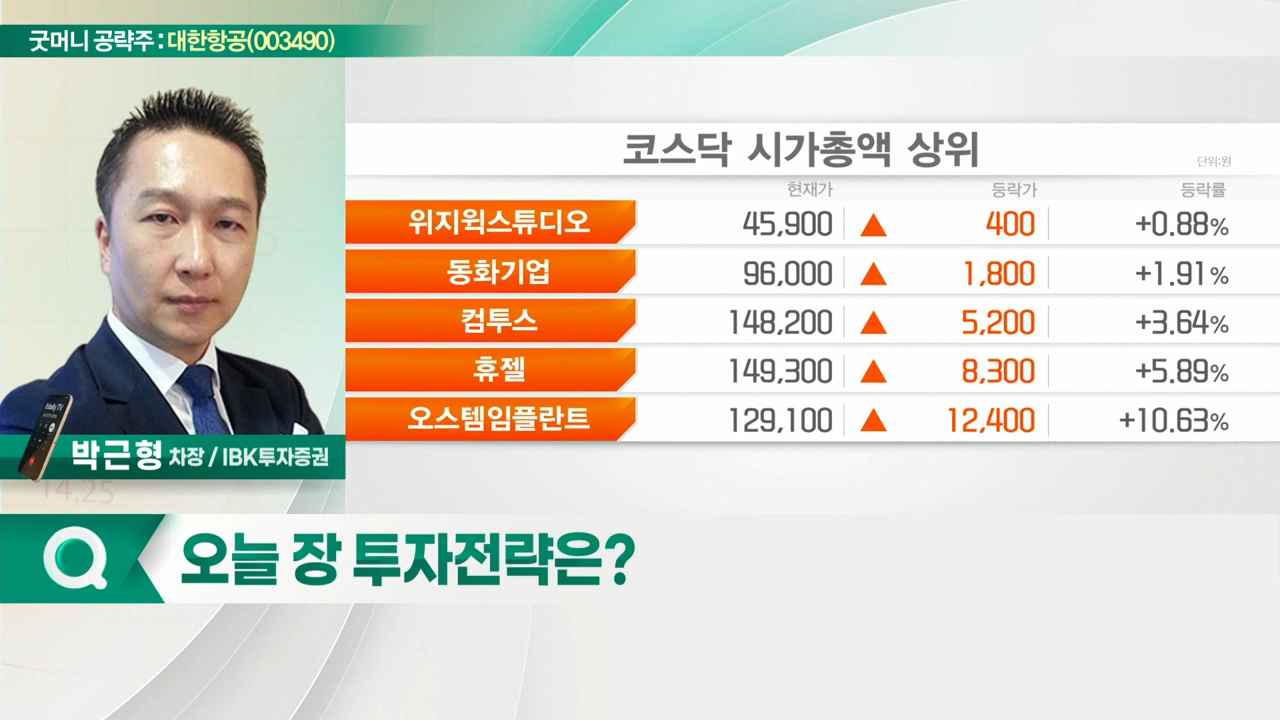 굿머니 공략주 : 대한항공(003490)
코스닥 시가총액 상위
단위:원
현재가 등락가 등락률
위지윅스튜디오 45,900 ▲ 400 +0.88%
동화기업 96,000 ▲ 1,800 +1.91%
컴투스 148,200 ▲ 5,200 +3.64%
휴젤 149,300 ▲ 8,300 +5.89%
오스템임플란트 129,100 ▲ 12,400 +10.63%
Edaily TV
박근형 차장 / IBK투자증권
14.25
Q 오늘 장 투자전략은?